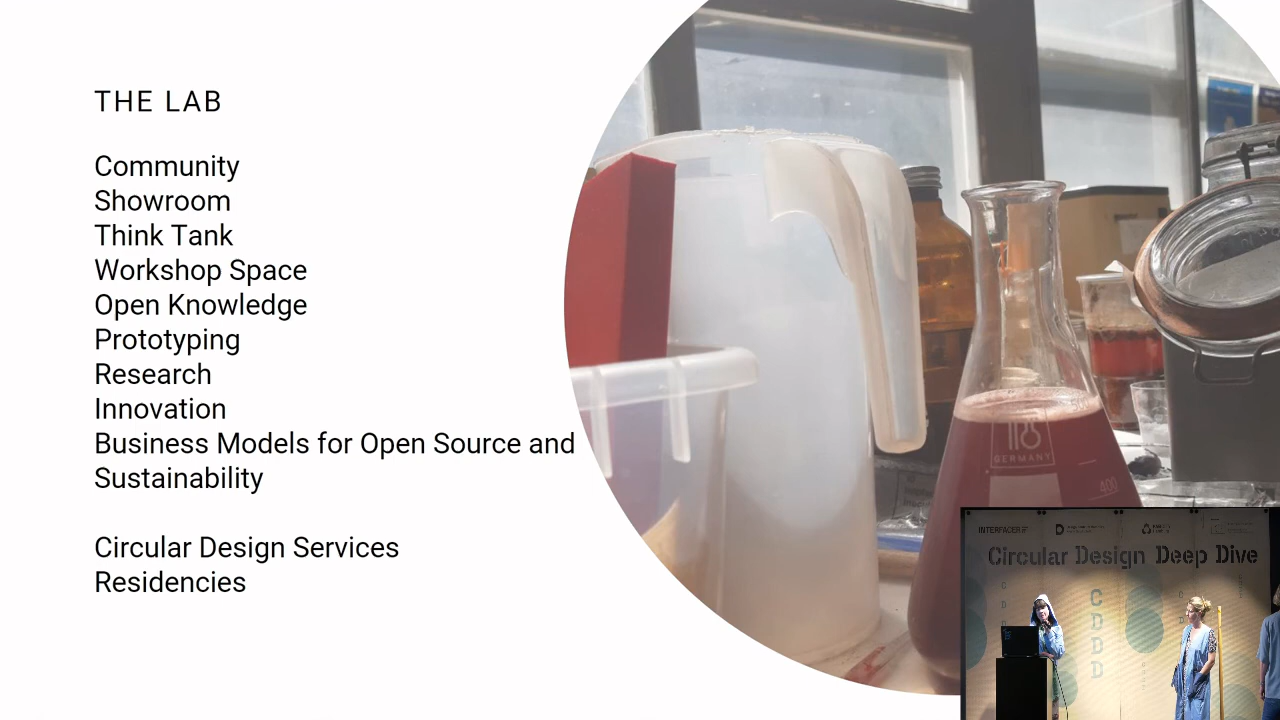 THE LAB
Community
Showroom
Think Tank
Workshop Space
Open Knowledge
Prototyping
Research
Innovation
Business Models for Open Source and
Sustainability
Circular Design Services
Residencies
GERMANY
400
INTERFACER
Circular Design Deep Dive
C
D
D
D